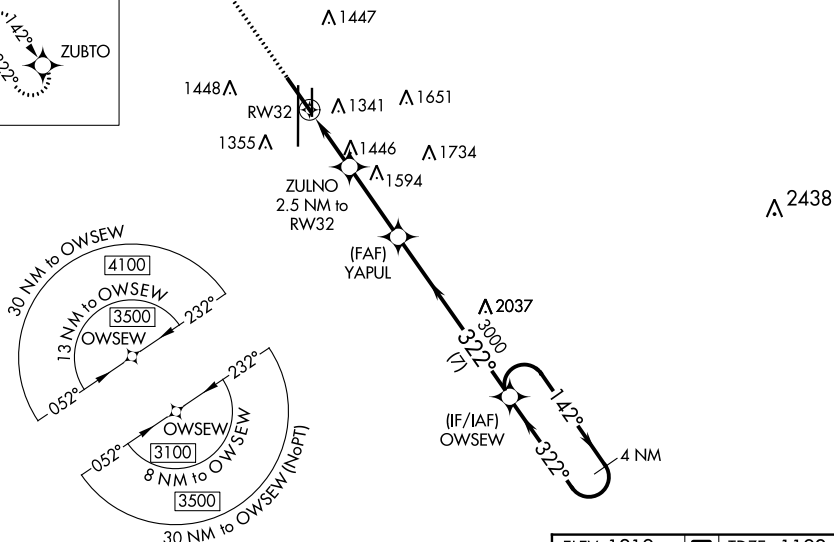 142°
322°
ZUBTO
1447
1448
RW32
1341
1651
1355
1446
1734
1594
ZULNO
2.5 NM to
RW32
2438
(FAF)
YAPUL
30 NM to OWSEW
4100
13 NM to OWSEW
3500
OWSEW
232°
052°
2037
3000
322°
(7)
(IF/IAF)
OWSEW
142°
322°
4 NM
232°
052°
OWSEW
3100
8 NM to OWSEW
3500
30 NM to OWSEW (NoPT)